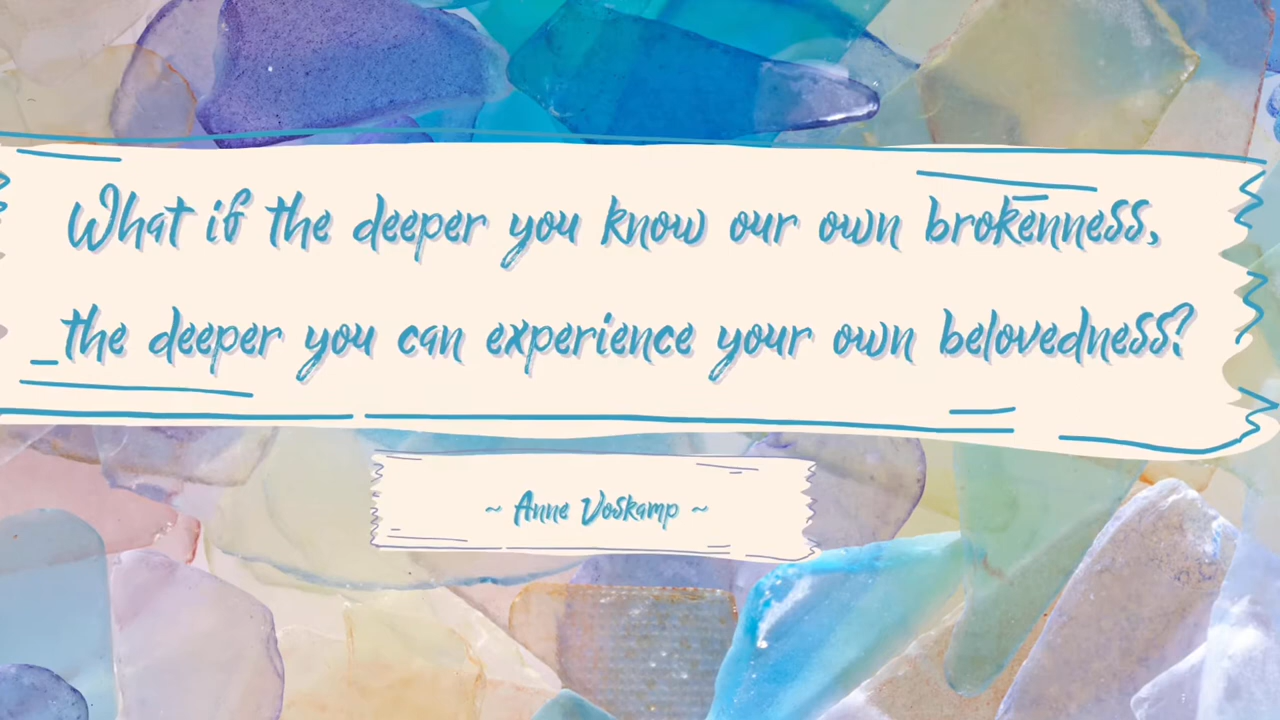 What if the deeper you know our own brokenness,
the deeper you can experience your own belovedness?
~ Anne Voskamp ~